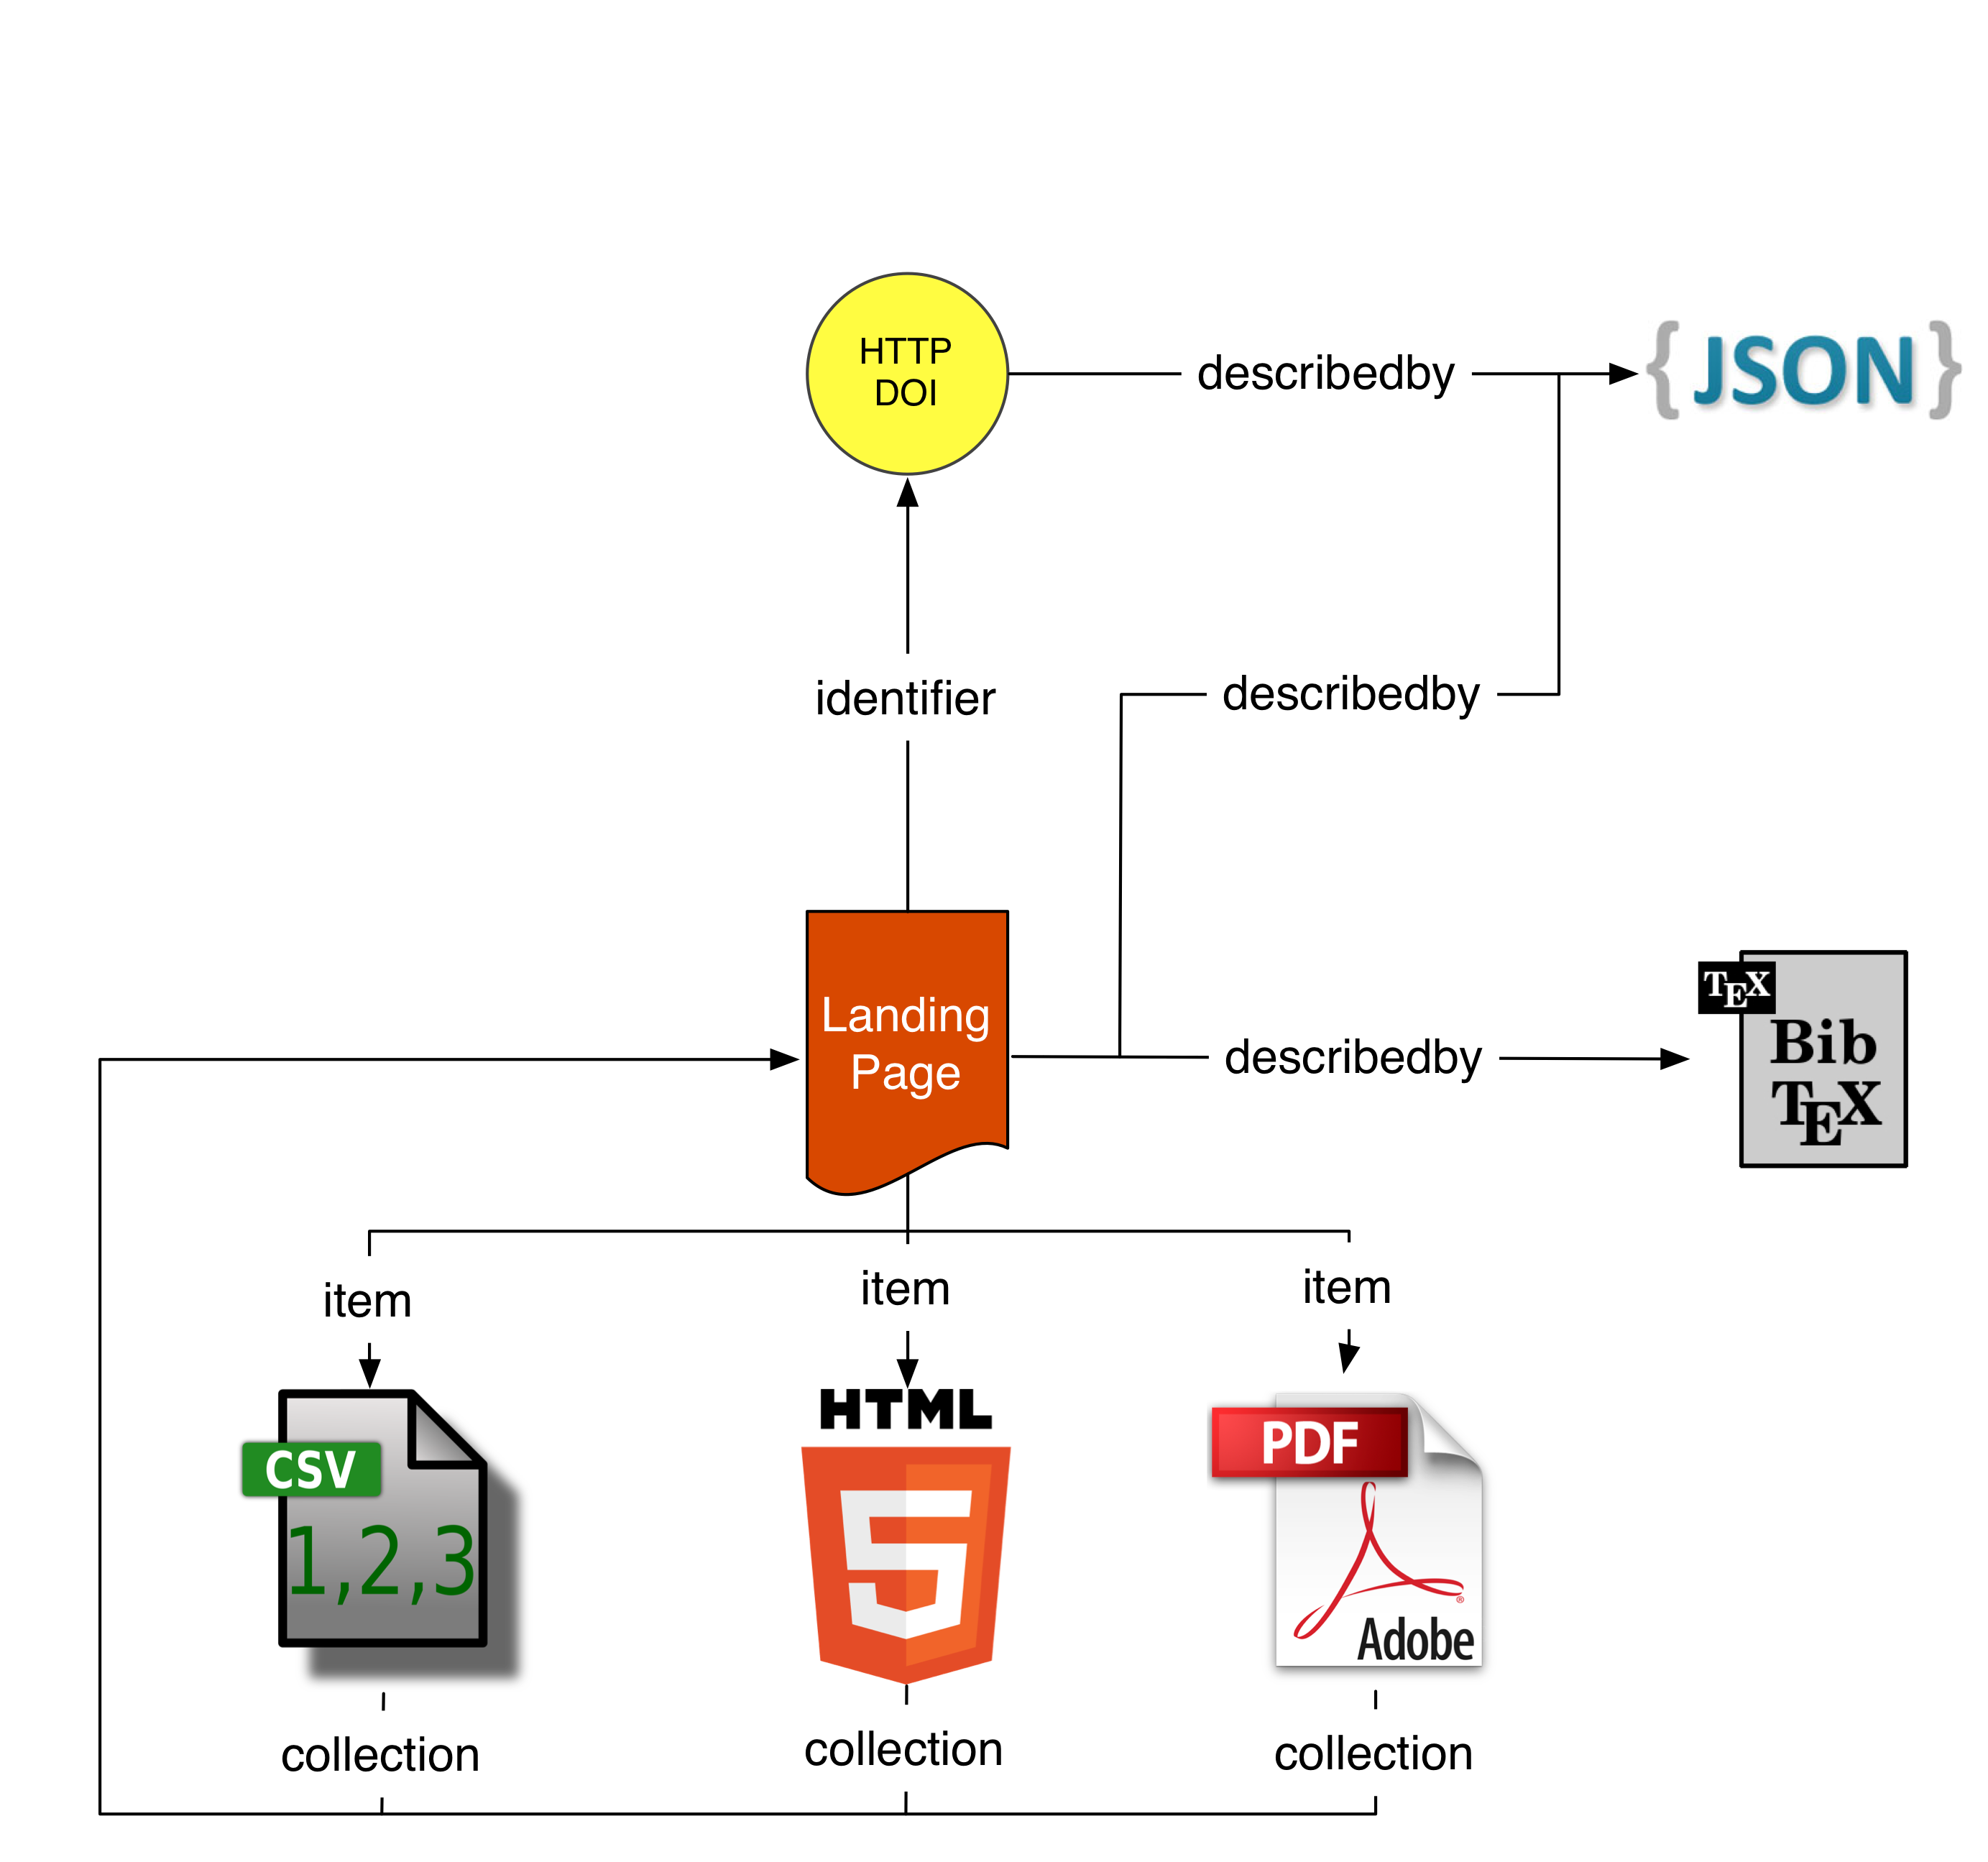 HTTP
DOI
describedby
{ JSON }
identifier
describedby
Landing
Page
describedby
TEX
Bib
TEX
item
item
item
CSV
1,2,3
HTML
5
PDF
®
Adobe
collection
collection
collection